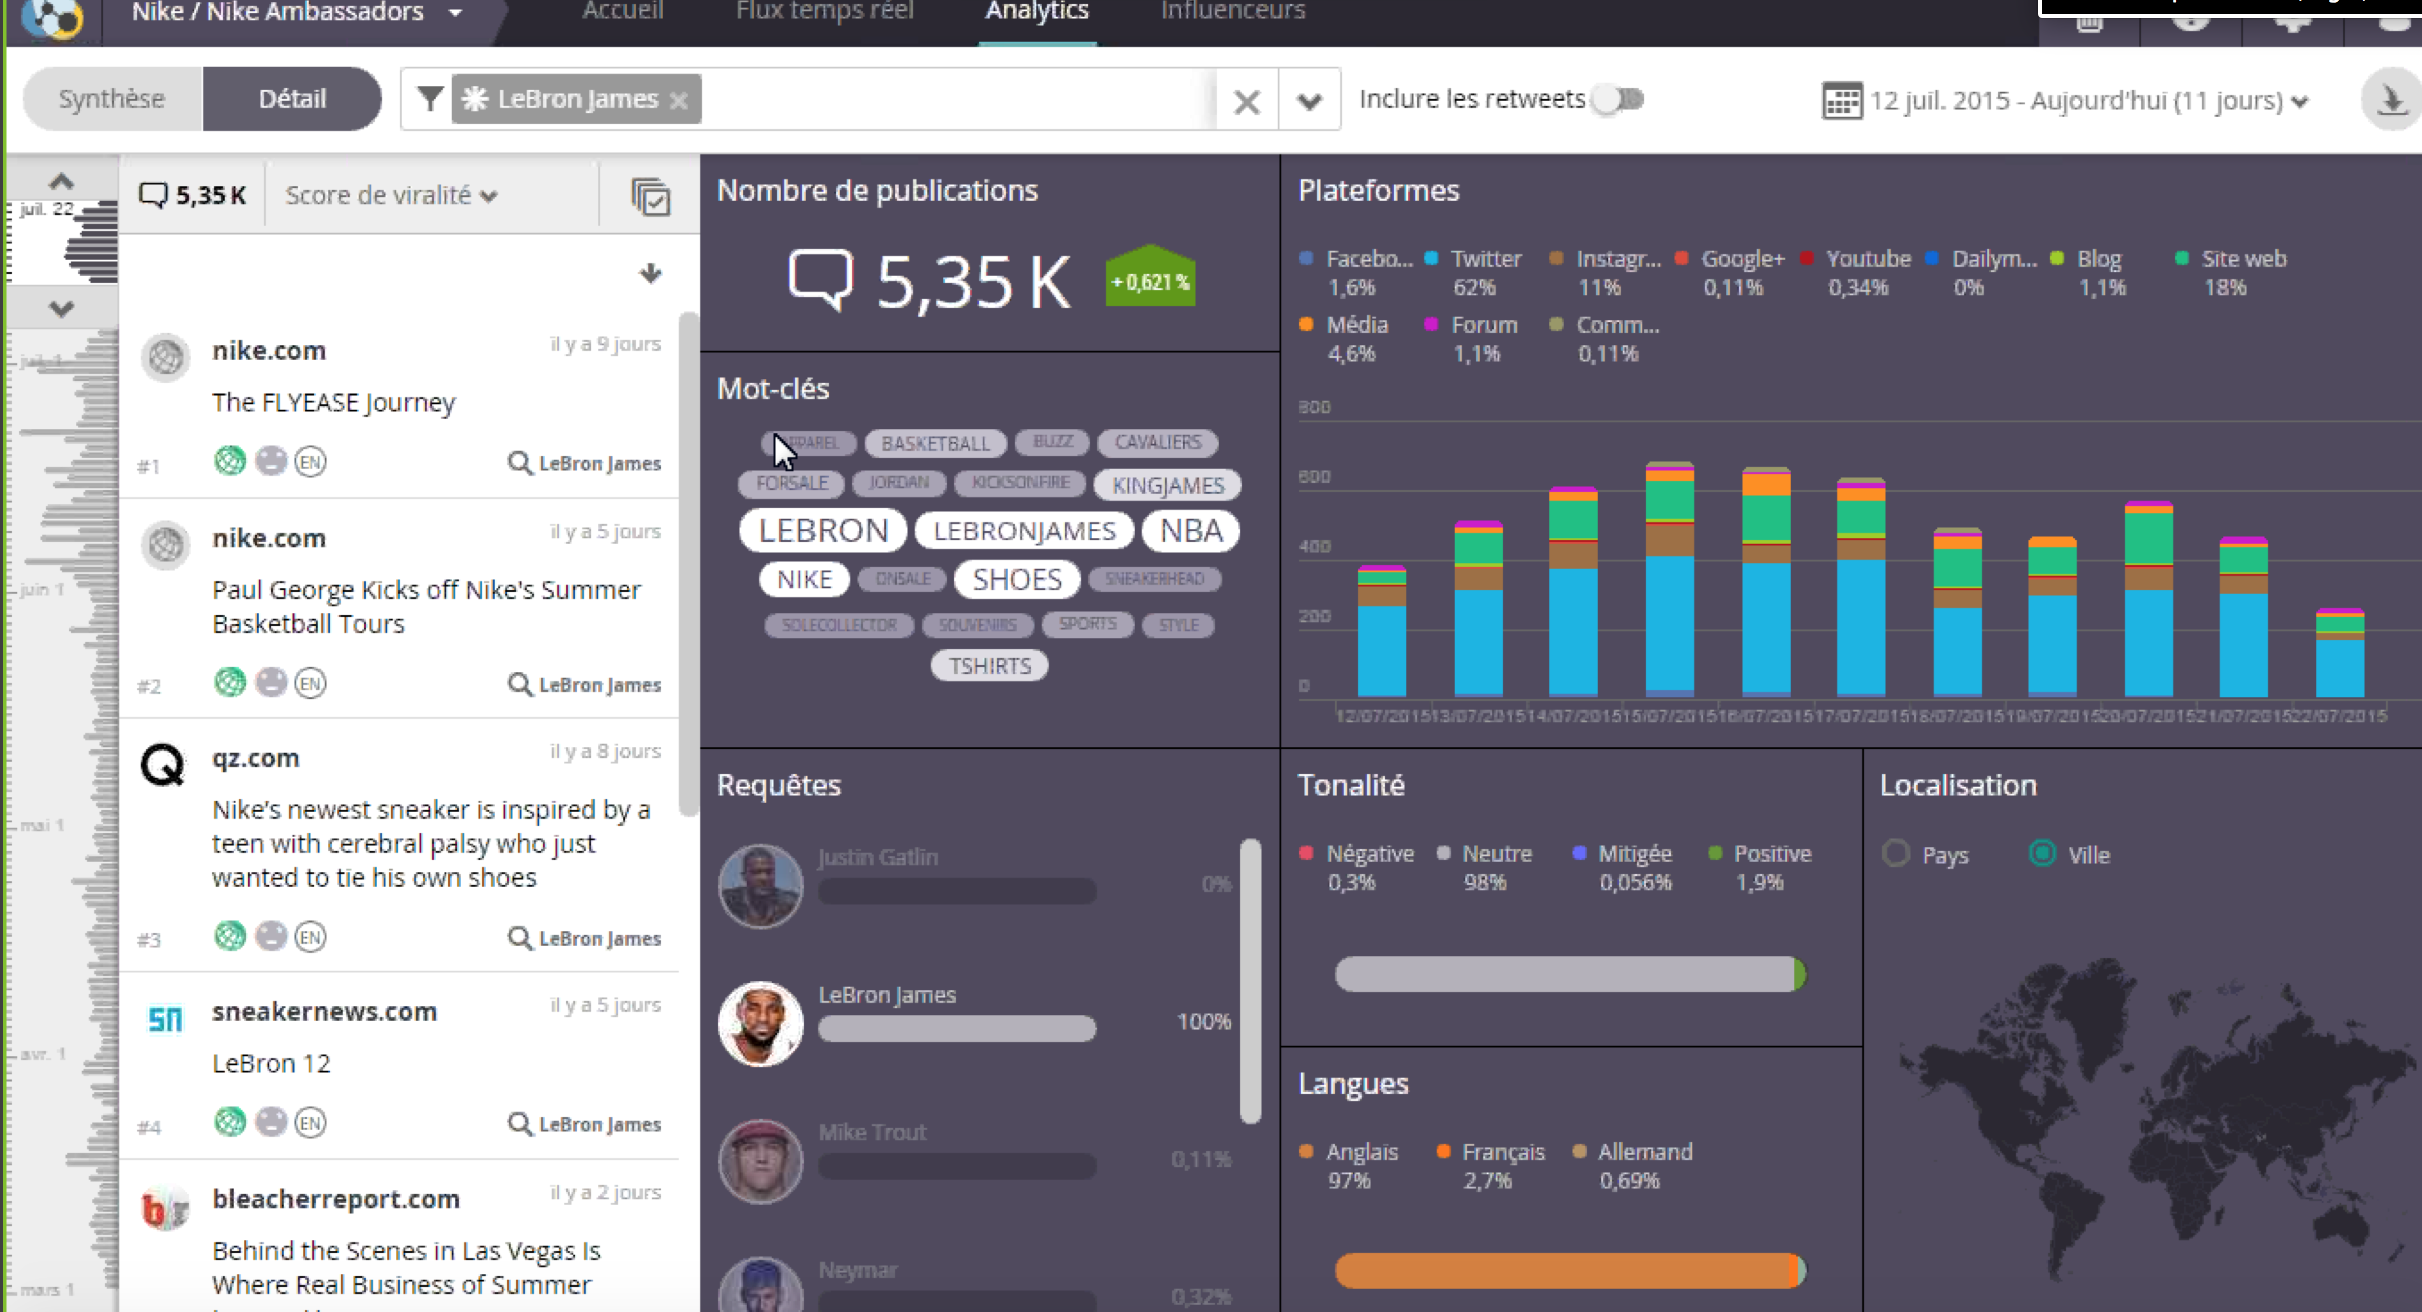 Nike / Nike Ambassadors
Accueil
Flux temps réel
Analytics
Influenceurs
Synthèse
Détail
LeBron James
Inclure les retweets
12 juil. 2015 - Aujourd'hui (11 jours)
juil. 22
juil. 1
juin 1
mai 1
avr. 1
mars 1
5,35 K
Score de viralité
nike.com
il y a 9 jours
The FLYEASE Journey
#1
EN
LeBron James
nike.com
il y a 5 jours
Paul George Kicks off Nike's Summer
Basketball Tours
#2
EN
LeBron James
Q
qz.com
il y a 8 jours
Nike's newest sneaker is inspired by a
teen with cerebral palsy who just
wanted to tie his own shoes
#3
EN
LeBron James
sn
sneakernews.com
il y a 5 jours
LeBron 12
#4
EN
LeBron James
b/r
bleacherreport.com
il y a 2 jours
Behind the Scenes in Las Vegas Is
Where Real Business of Summer
Nombre de publications
5,35 K
+ 0,621 %
Mot-clés
BASKETBALL BUZZ CAVALIERS
FORSALE JORDAN KICKSONFIRE KINGJAMES
LEBRON LEBRONJAMES NBA
NIKE ONSALE SHOES SNEAKERHEAD
SOLECOLLECTOR SOUVENIRS SPORTS STYLE
TSHIRTS
Requêtes
Justin Gatlin
0%
LeBron James
100%
Mike Trout
0,11%
Neymar
0,32%
Plateformes
Facebo... Twitter Instagr... Google+ Youtube Dailym... Blog Site web
1,6% 62% 11% 0,11% 0,34% 0% 1,1% 18%
Média Forum Comm...
4,6% 1,1% 0,11%
800
600
400
200
0
12/07/2015 13/07/2015 14/07/2015 15/07/2015 16/07/2015 17/07/2015 18/07/2015 19/07/2015 20/07/2015 21/07/2015 22/07/2015
Tonalité
Négative Neutre Mitigée Positive
0,3% 98% 0,056% 1,9%
Langues
Anglais Français Allemand
97% 2,7% 0,69%
Localisation
Pays
Ville